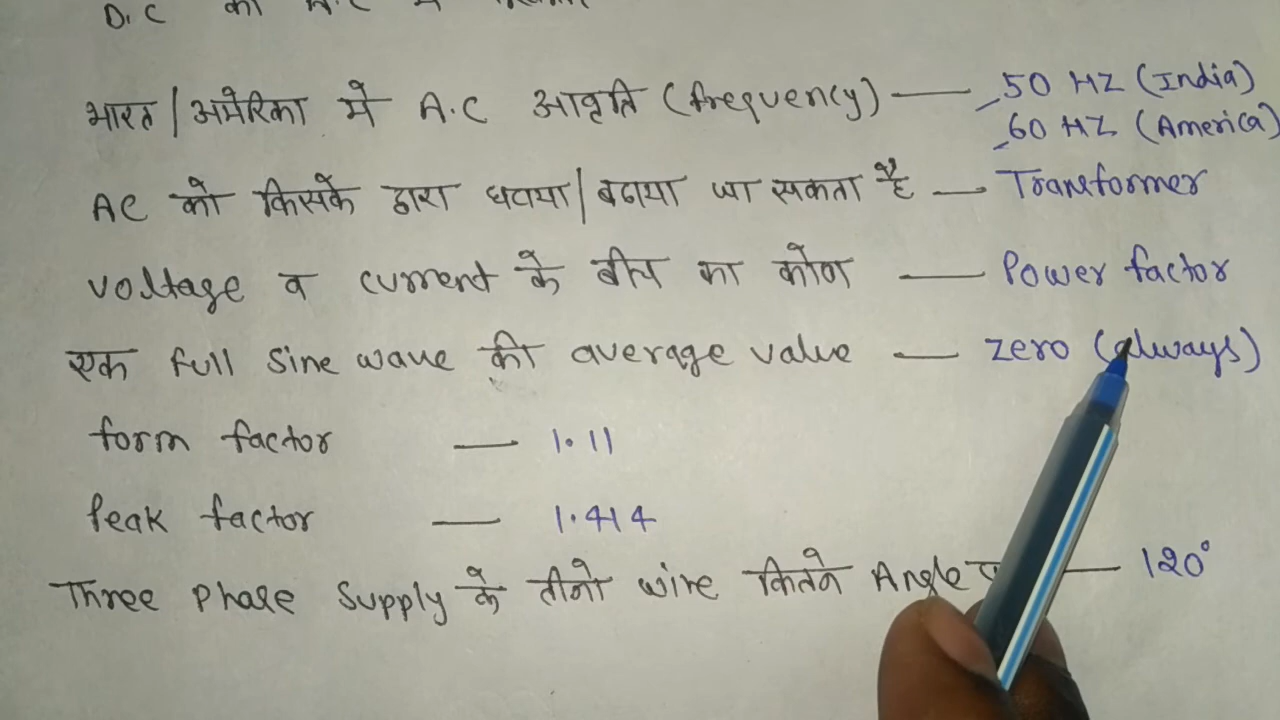 D.C को
भारत/अमेरिका मे A.C आवृति (frequency) — 50 HZ (India)
60 HZ (America)
AC को किसके द्वारा घटाया/बढाया जा सकता है — Transformer
voltage व current के बीच का कोण — Power factor
एक full sine wave की average value — zero (always)
form factor — 1.11
Peak factor — 1.414
Three Phase Supply के तीनो wire कितने Angle — 120°